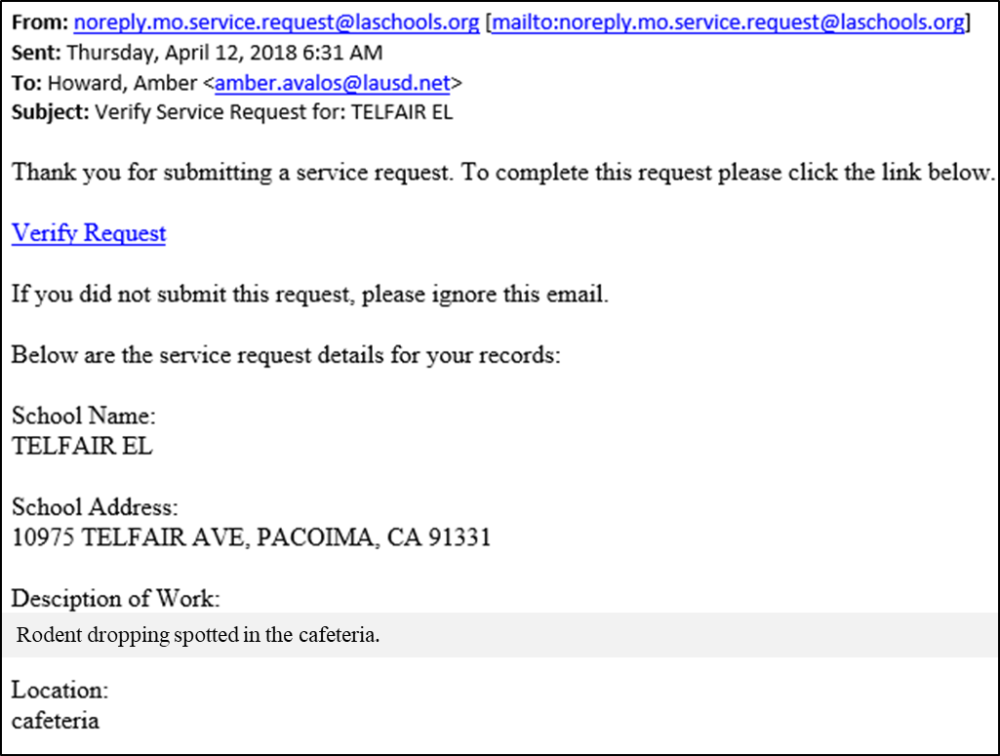 From: noreply.mo.service.request@laschools.org [mailto:noreply.mo.service.request@laschools.org]
Sent: Thursday, April 12, 2018 6:31 AM
To: Howard, Amber <amber.avalos@lausd.net>
Subject: Verify Service Request for: TELFAIR EL
Thank you for submitting a service request. To complete this request please click the link below.
Verify Request
If you did not submit this request, please ignore this email.
Below are the service request details for your records:
School Name:
TELFAIR EL
School Address:
10975 TELFAIR AVE, PACOIMA, CA 91331
Desciption of Work:
Rodent dropping spotted in the cafeteria.
Location:
cafeteria